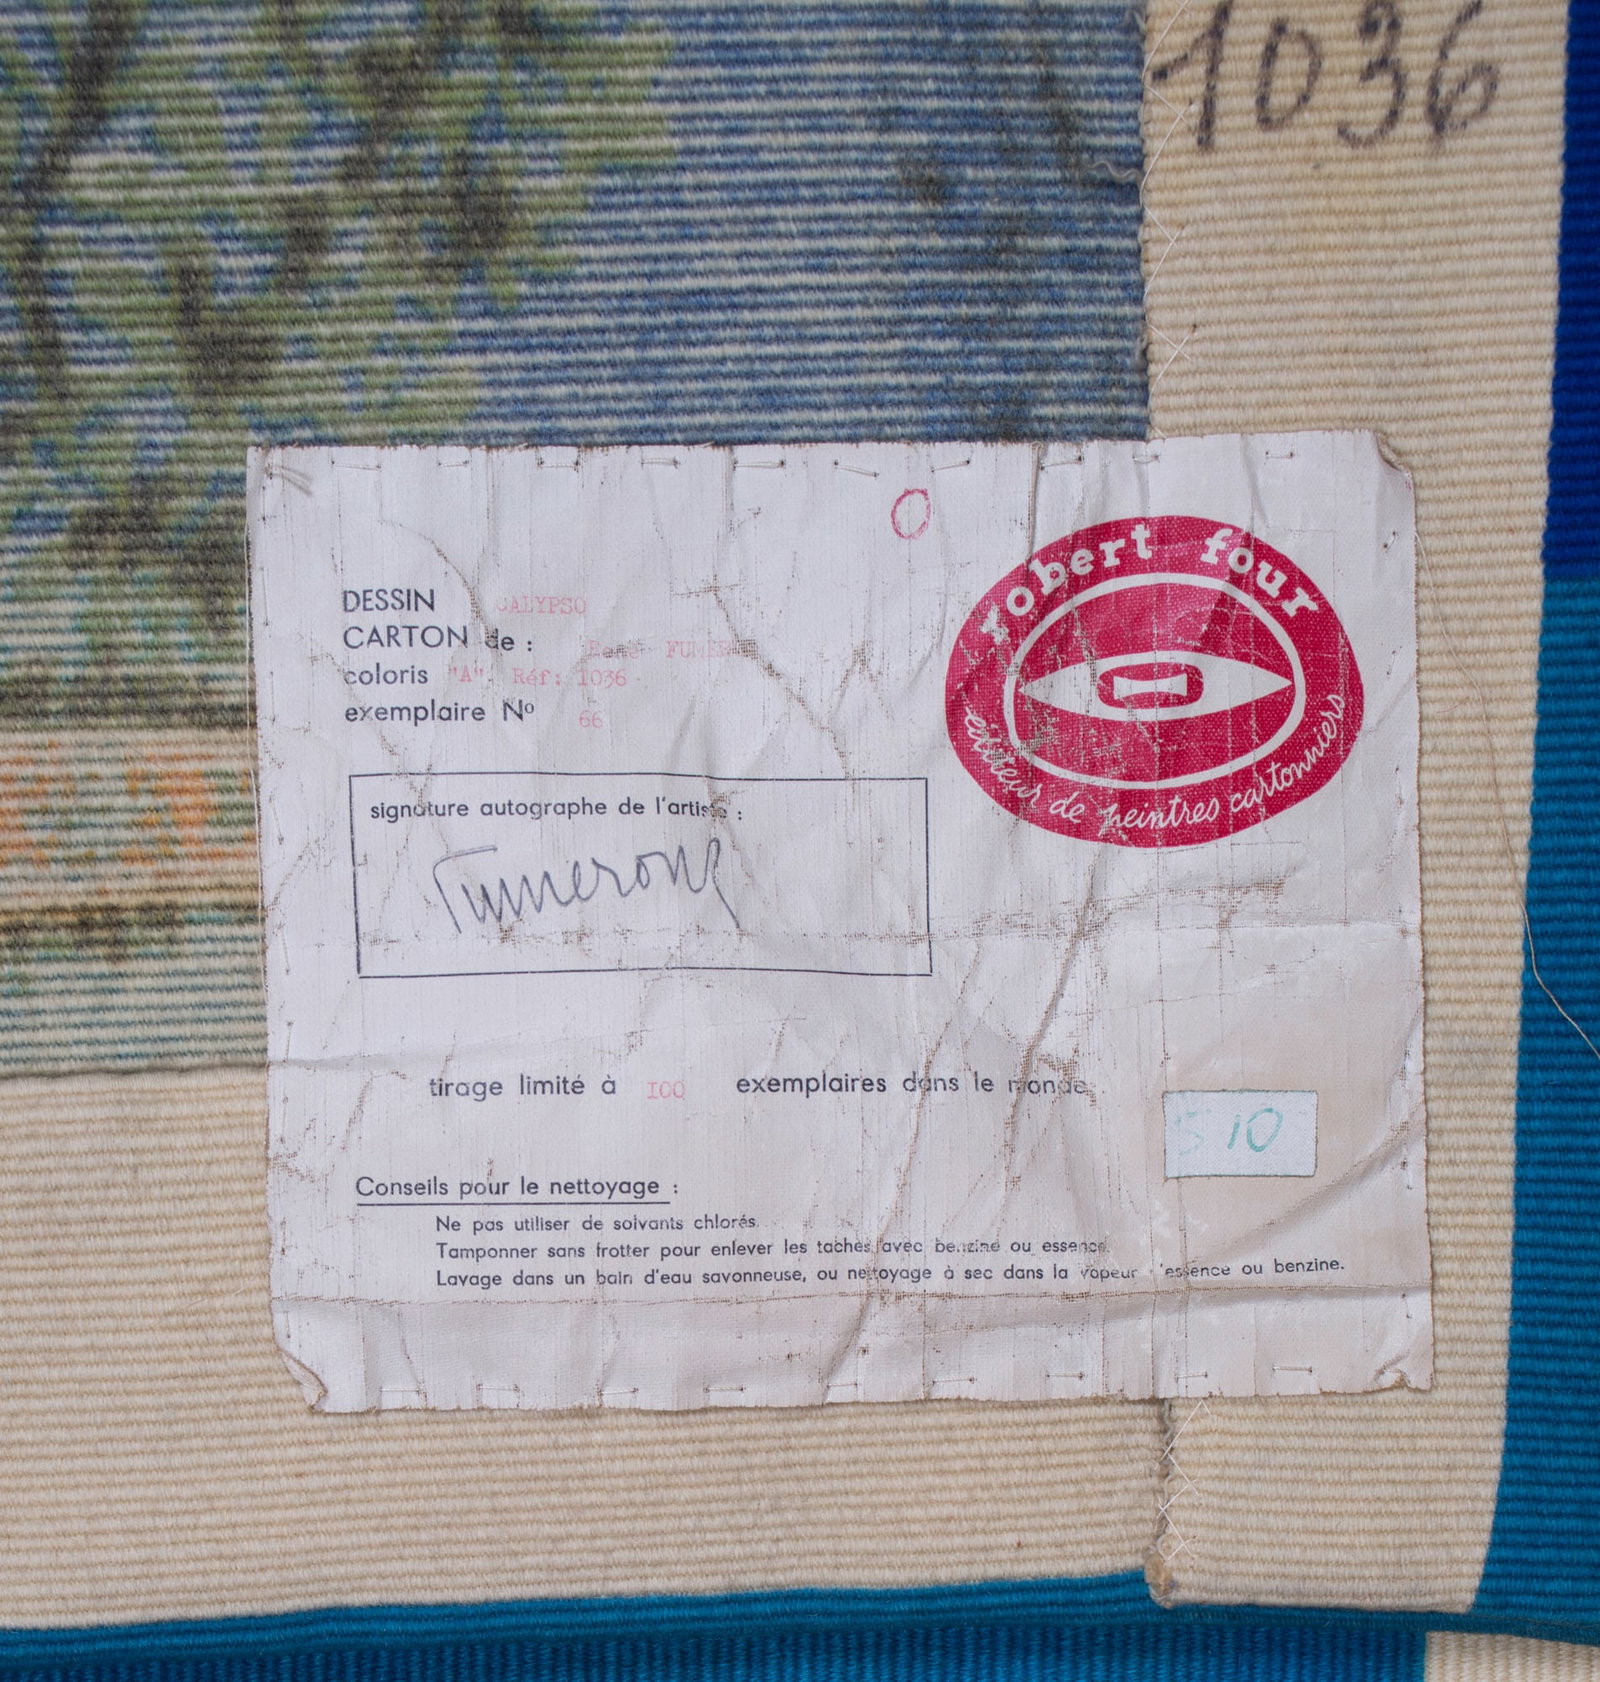 1036
robert four
éditeur de peintres cartonniers
DESSIN CALYPSO
CARTON de : René
coloris "A". Réf: 1036.
exemplaire Nº 66
signature autographe de l'artiste :
tirage limité à 100 exemplaires dans le monde
10
Conseils pour le nettoyage :
Ne pas utiliser de solvants chlorés.
Tamponner sans frotter pour enlever les taches avec benzine ou essence.
Lavage dans un bain d'eau savonneuse, ou nettoyage à sec dans la vapeur d'essence ou benzine.